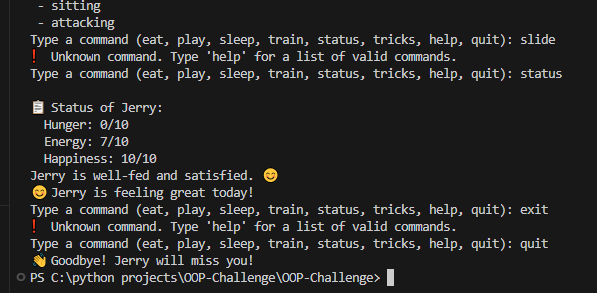 - sitting
- attacking
Type a command (eat, play, sleep, train, status, tricks, help, quit): slide
❗ Unknown command. Type 'help' for a list of valid commands.
Type a command (eat, play, sleep, train, status, tricks, help, quit): status
📋 Status of Jerry:
Hunger: 0/10
Energy: 7/10
Happiness: 10/10
Jerry is well-fed and satisfied. 😊
😊 Jerry is feeling great today!
Type a command (eat, play, sleep, train, status, tricks, help, quit): exit
❗ Unknown command. Type 'help' for a list of valid commands.
Type a command (eat, play, sleep, train, status, tricks, help, quit): quit
👋 Goodbye! Jerry will miss you!
PS C:\python projects\OOP-Challenge\OOP-Challenge>